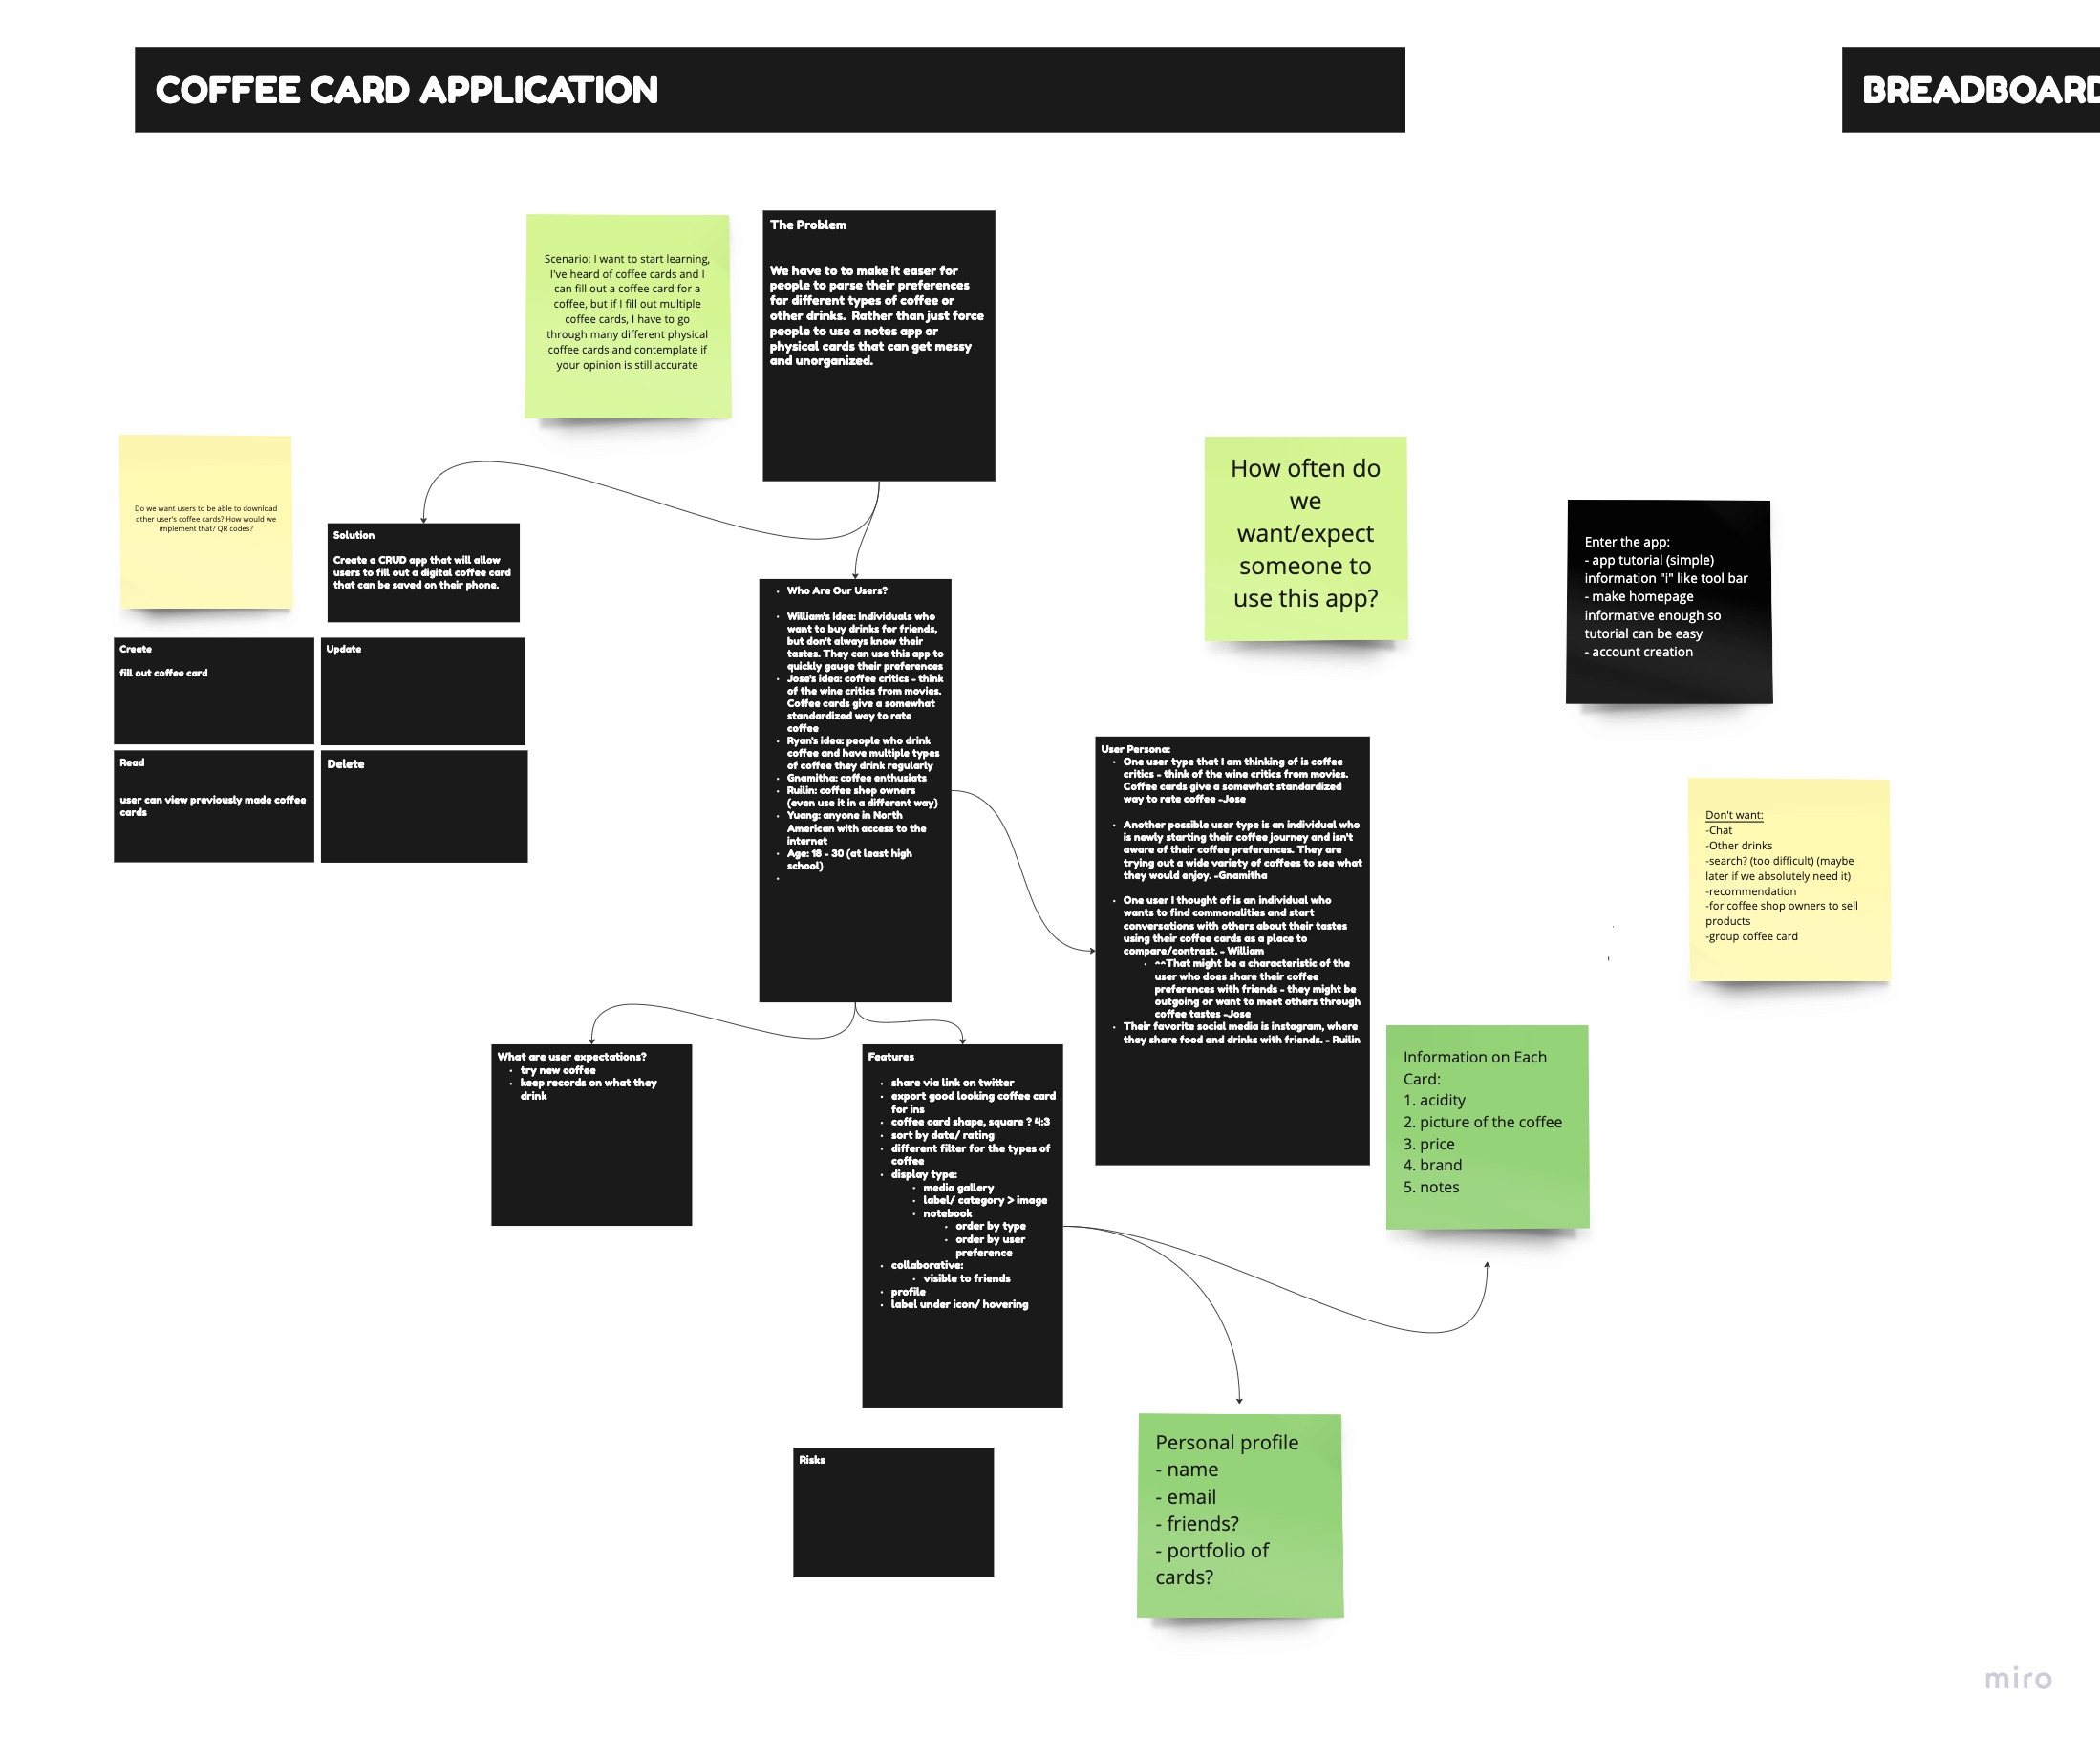 COFFEE CARD APPLICATION
BREADBOARD
Scenario: I want to start learning,
I've heard of coffee cards and I
can fill out a coffee card for a
coffee, but if I fill out multiple
coffee cards, I have to go
through many different physical
coffee cards and contemplate if
your opinion is still accurate
The Problem
We have to to make it easer for
people to parse their preferences
for different types of coffee or
other drinks.  Rather than just force
people to use a notes app or
physical cards that can get messy
and unorganized.
Do we want users to be able to download
other user's coffee cards? How would we
implement that? QR codes?
Solution
Create a CRUD app that will allow
users to fill out a digital coffee card
that can be saved on their phone.
Create
fill out coffee card
Update
Read
user can view previously made coffee
cards
Delete
• Who Are Our Users?
• William's Idea: Individuals who
want to buy drinks for friends,
but don't always know their
tastes. They can use this app to
quickly gauge their preferences
• Jose's idea: coffee critics - think
of the wine critics from movies.
Coffee cards give a somewhat
standardized way to rate
coffee
• Ryan's idea: people who drink
coffee and have multiple types
of coffee they drink regularly
• Gnamitha: coffee enthusiats
• Ruilin: coffee shop owners
(even use it in a different way)
• Yuang: anyone in North
American with access to the
internet
• Age: 18 - 30 (at least high
school)
•
How often do
we
want/expect
someone to
use this app?
Enter the app:
- app tutorial (simple)
information "i" like tool bar
- make homepage
informative enough so
tutorial can be easy
- account creation
User Persona:
• One user type that I am thinking of is coffee
critics - think of the wine critics from movies.
Coffee cards give a somewhat standardized
way to rate coffee -Jose
• Another possible user type is an individual who
is newly starting their coffee journey and isn't
aware of their coffee preferences. They are
trying out a wide variety of coffees to see what
they would enjoy. -Gnamitha
• One user I thought of is an individual who
wants to find commonalities and start
conversations with others about their tastes
using their coffee cards as a place to
compare/contrast. - William
• ^^That might be a characteristic of the
user who does share their coffee
preferences with friends - they might be
outgoing or want to meet others through
coffee tastes -Jose
• Their favorite social media is instagram, where
they share food and drinks with friends. - Ruilin
Don't want:
-Chat
-Other drinks
-search? (too difficult) (maybe
later if we absolutely need it)
-recommendation
-for coffee shop owners to sell
products
-group coffee card
What are user expectations?
• try new coffee
• keep records on what they
drink
Features
• share via link on twitter
• export good looking coffee card
for ins
• coffee card shape, square ? 4:3
• sort by date/ rating
• different filter for the types of
coffee
• display type:
• media gallery
• label/ category > image
• notebook
• order by type
• order by user
preference
• collaborative:
• visible to friends
• profile
• label under icon/ hovering
Information on Each
Card:
1. acidity
2. picture of the coffee
3. price
4. brand
5. notes
Risks
Personal profile
- name
- email
- friends?
- portfolio of
cards?
miro